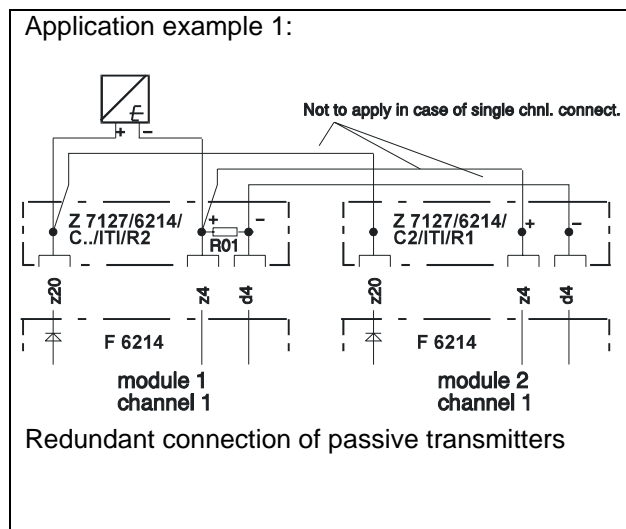 Application example 1:
E
+ −
Not to apply in case of single chnl. connect.
Z 7127/6214/
C../ITI/R2
+ −
R01
Z 7127/6214/
C2/ITI/R1
+ −
z20
z4
d4
z20
z4
d4
F 6214
F 6214
module 1
channel 1
module 2
channel 1
Redundant connection of passive transmitters